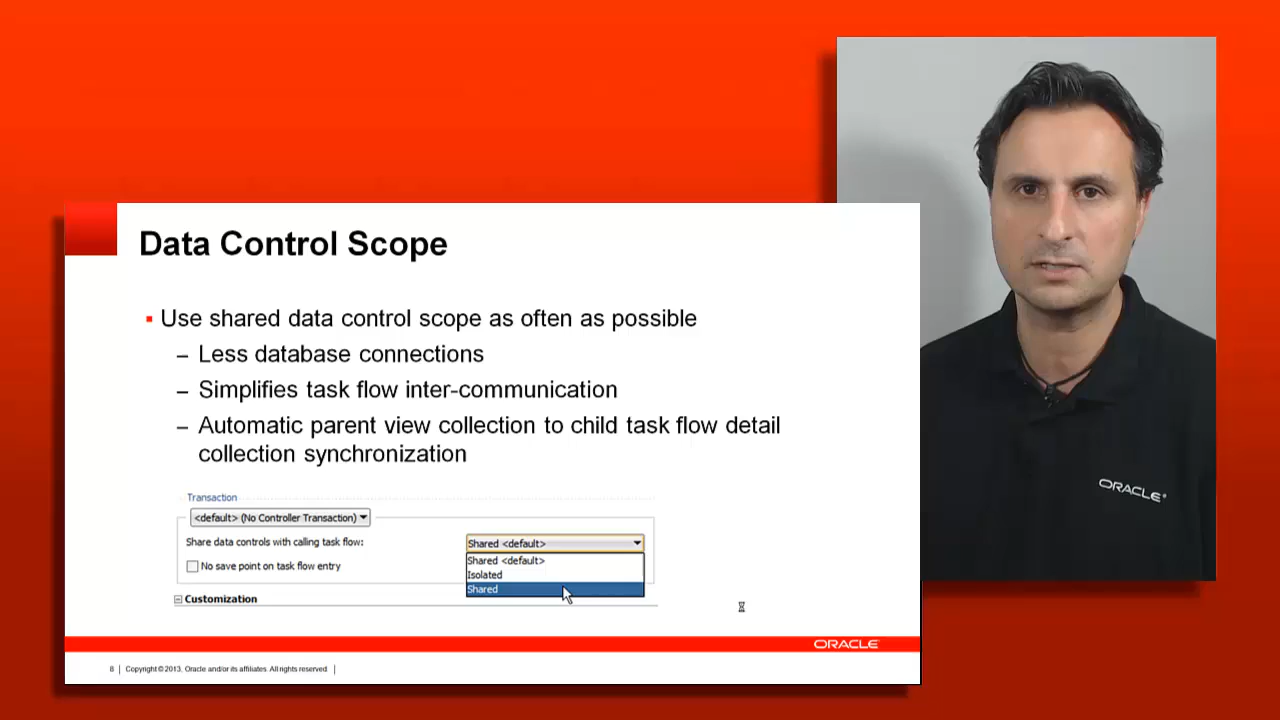 Data Control Scope
Use shared data control scope as often as possible
– Less database connections
– Simplifies task flow inter-communication
– Automatic parent view collection to child task flow detail
collection synchronization
Transaction
<default> (No Controller Transaction)
Share data controls with calling task flow:
Shared <default>
Shared <default>
Isolated
No save point on task flow entry
Shared
Customization
ORACLE
8 | Copyright © 2013. Oracle and/or its affiliates. All rights reserved |
ORACLE®